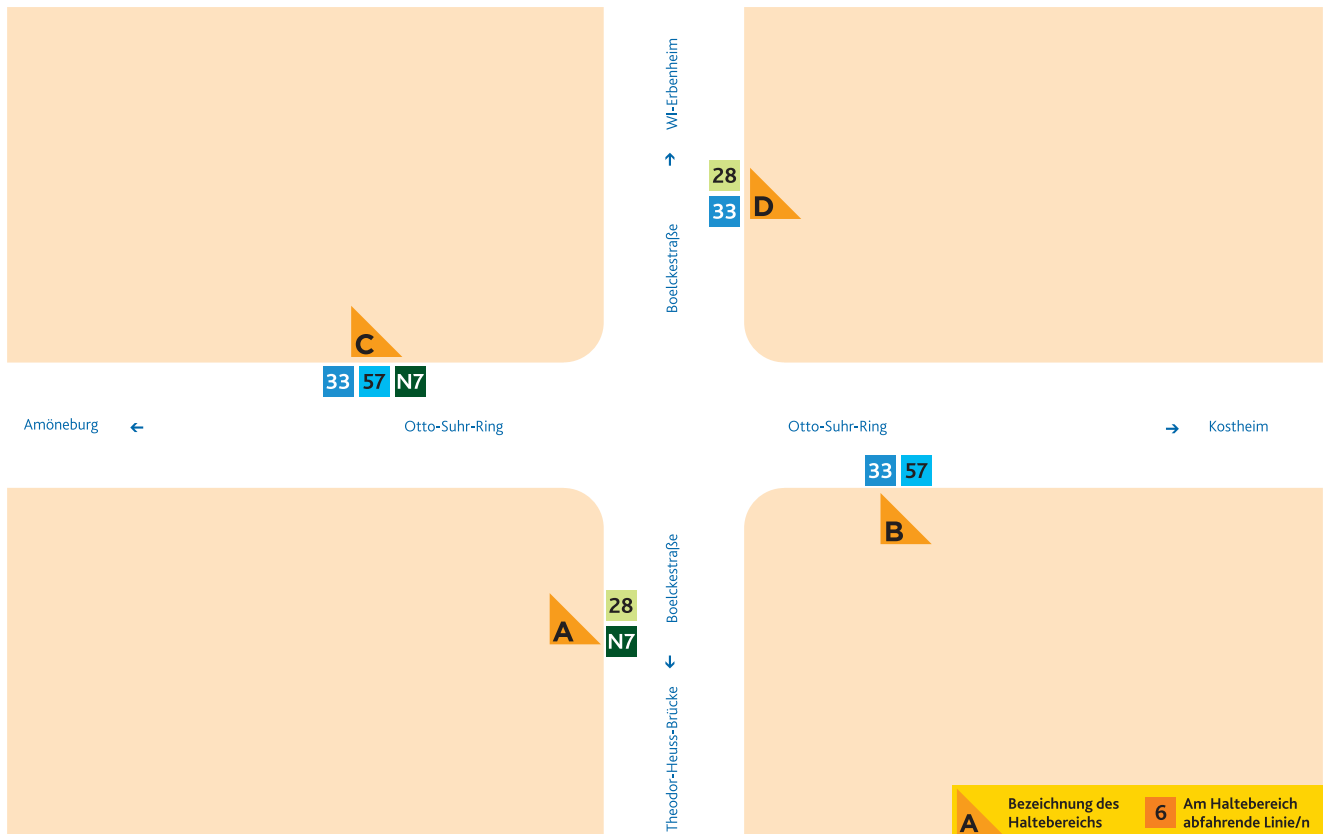 WI-Erbenheim
↑
Boelckestraße
28
33
D
C
33 57 N7
Amöneburg ←
Otto-Suhr-Ring
Otto-Suhr-Ring
→ Kostheim
33 57
B
A
28
N7
Boelckestraße
↓
Theodor-Heuss-Brücke
A
Bezeichnung des
Haltebereichs
6
Am Haltebereich
abfahrende Linie/n